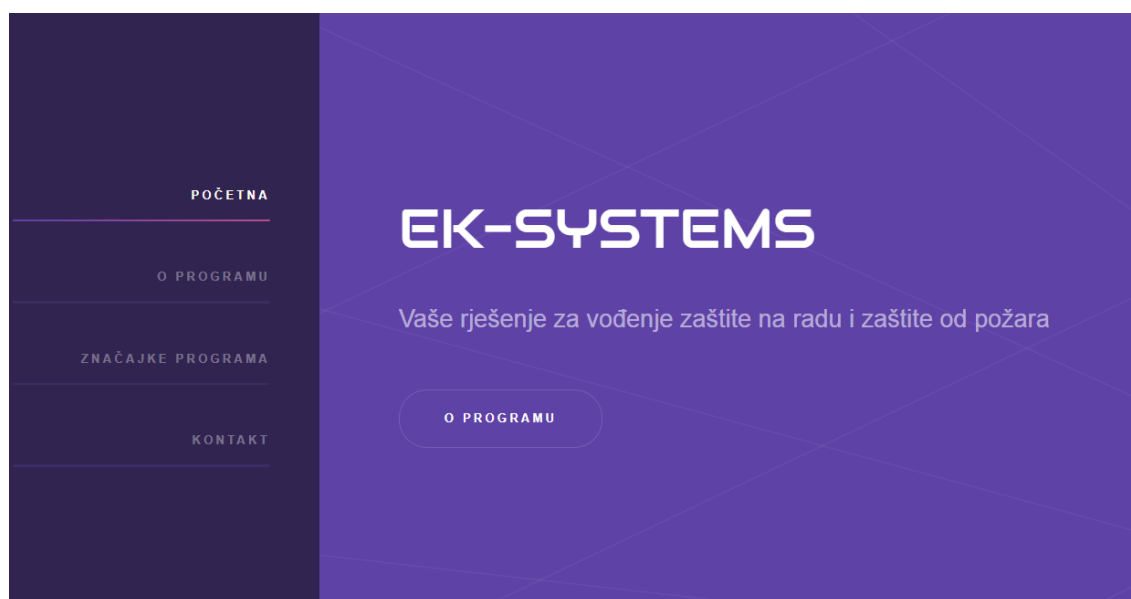 POČETNA
O PROGRAMU
ZNAČAJKE PROGRAMA
KONTAKT
EK-SYSTEMS
Vaše rješenje za vođenje zaštite na radu i zaštite od požara
O PROGRAMU